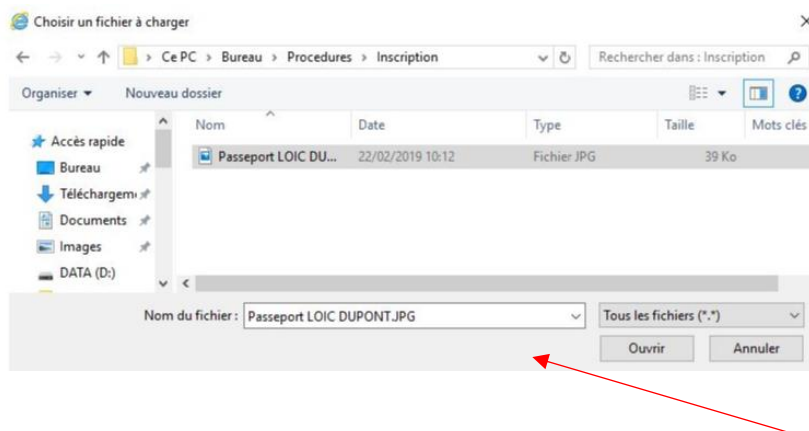 Choisir un fichier à charger
Ce PC > Bureau > Procedures > Inscription
Rechercher dans : Inscription
Organiser
Nouveau dossier
Nom Date Type Taille Mots clés
Accès rapide
Passeport LOIC DU... 22/02/2019 10:12 Fichier JPG 39 Ko
Bureau
Téléchargem
Documents
Images
DATA (D:)
Nom du fichier : Passeport LOIC DUPONT.JPG
Tous les fichiers (*.*)
Ouvrir
Annuler